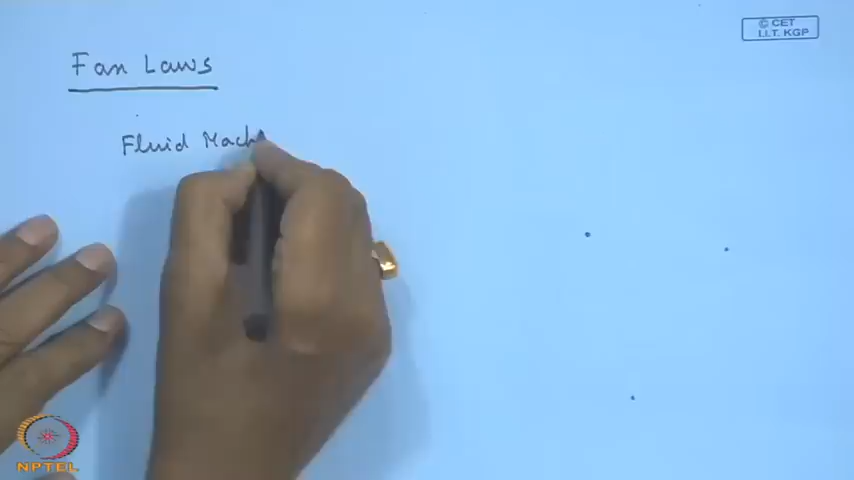 © CET
I.I.T. KGP
Fan Laws
Fluid Mach
NPTEL